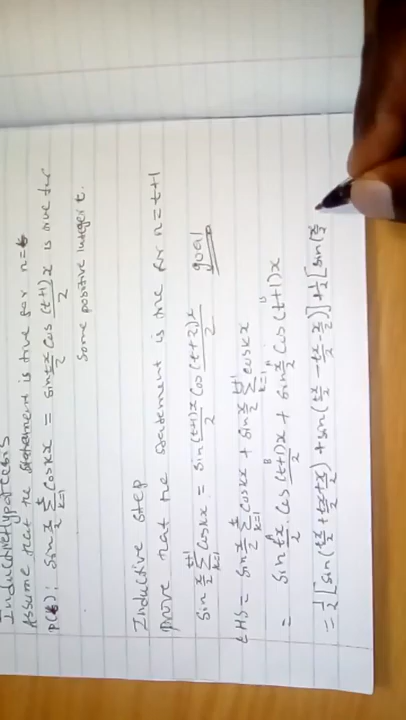 Inductive Hypothesis
Assume that the statement is true for n=t
P(t): sin x/2 ∑_{k=1}^{t} cos kx = sin tx/2 cos (t+1)x/2 is true for
some positive integer t.
Inductive Step
Prove that the statement is true for n=t+1
sin x/2 ∑_{k=1}^{t+1} cos kx = sin (t+1)x/2 cos (t+2)x/2 goal
LHS = sin x/2 ∑_{k=1}^{t} cos kx + sin x/2 ∑_{k=1}^{t+1} cos kx
= sin tx/2 . cos (t+1)x/2 + sin x/2 cos (t+1)x
= 1/2 [sin(tx/2 + tx/2 + x/2) + sin(tx/2 - tx/2 - x/2)] + 1/2 [sin(x/2